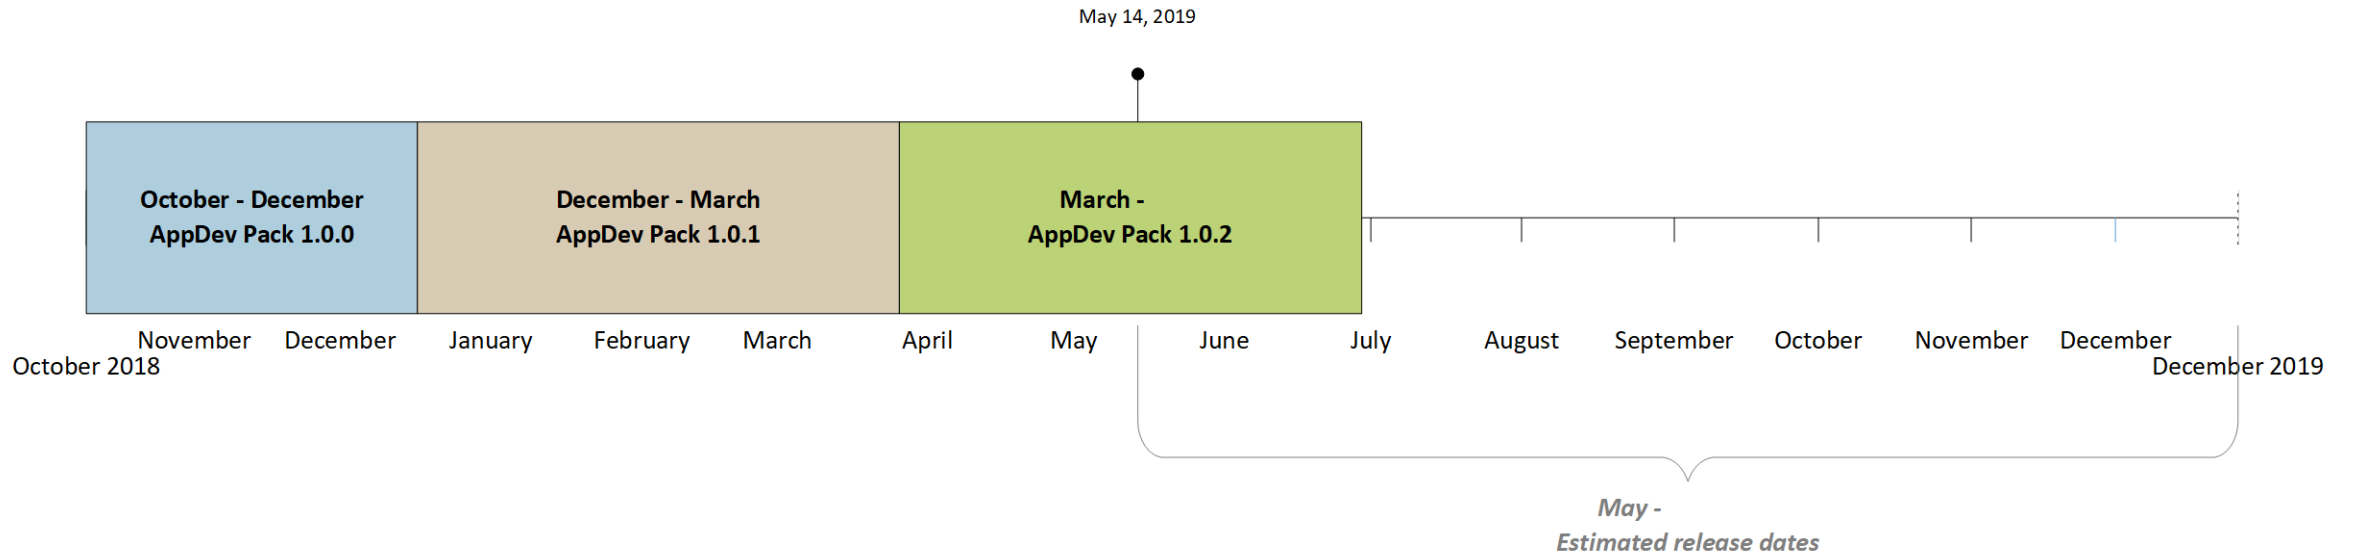 May 14, 2019
October - December
AppDev Pack 1.0.0
December - March
AppDev Pack 1.0.1
March -
AppDev Pack 1.0.2
November December January February March April May June July August September October November December
October 2018 December 2019
May -
Estimated release dates